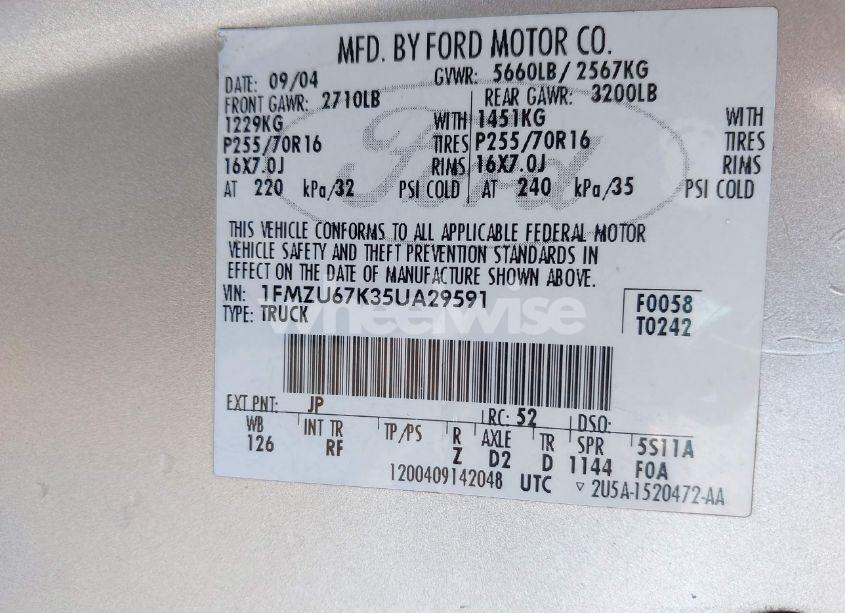 MFD. BY FORD MOTOR CO.
DATE: 09/04 GVWR: 5660LB/ 2567KG
FRONT GAWR: 2710LB REAR GAWR: 3200LB
1229KG WITH 1451KG WITH
P255/70R16 TIRES P255/70R16 TIRES
16X7.0J RIMS 16X7.0J RIMS
AT 220 kPa/32 PSI COLD AT 240 kPa/35 PSI COLD
THIS VEHICLE CONFORMS TO ALL APPLICABLE FEDERAL MOTOR
VEHICLE SAFETY AND THEFT PREVENTION STANDARDS IN
EFFECT ON THE DATE OF MANUFACTURE SHOWN ABOVE.
VIN: 1FMZU67K35UA29591 F0058
TYPE: TRUCK T0242
wheelwise
Ford
EXT PNT: JP RC: 52 DSO:
WB INT TR TP/PS R AXLE TR SPR 5S11A
126 RF Z D2 D 1144 FOA
1200409142048 UTC ▽ 2U5A-1520472-AA